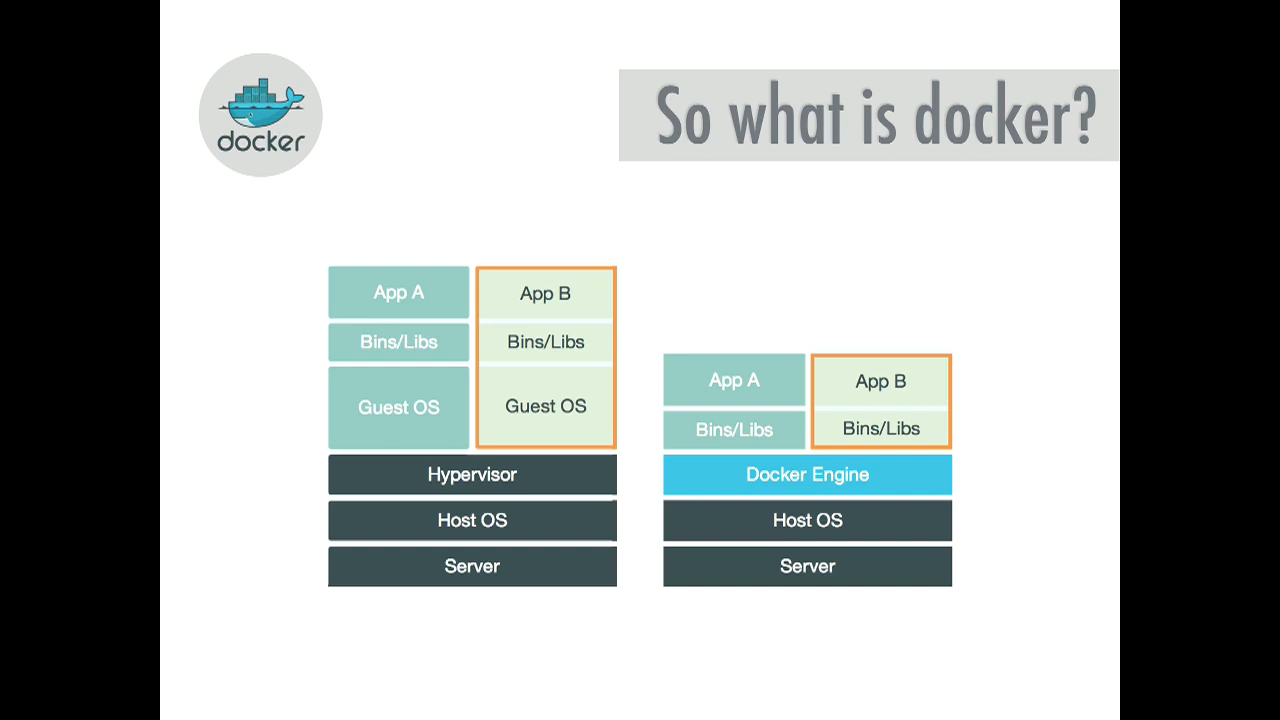 docker
So what is docker?
App A
App B
Bins/Libs
Bins/Libs
Guest OS
Guest OS
Hypervisor
Host OS
Server
App A
App B
Bins/Libs
Bins/Libs
Docker Engine
Host OS
Server